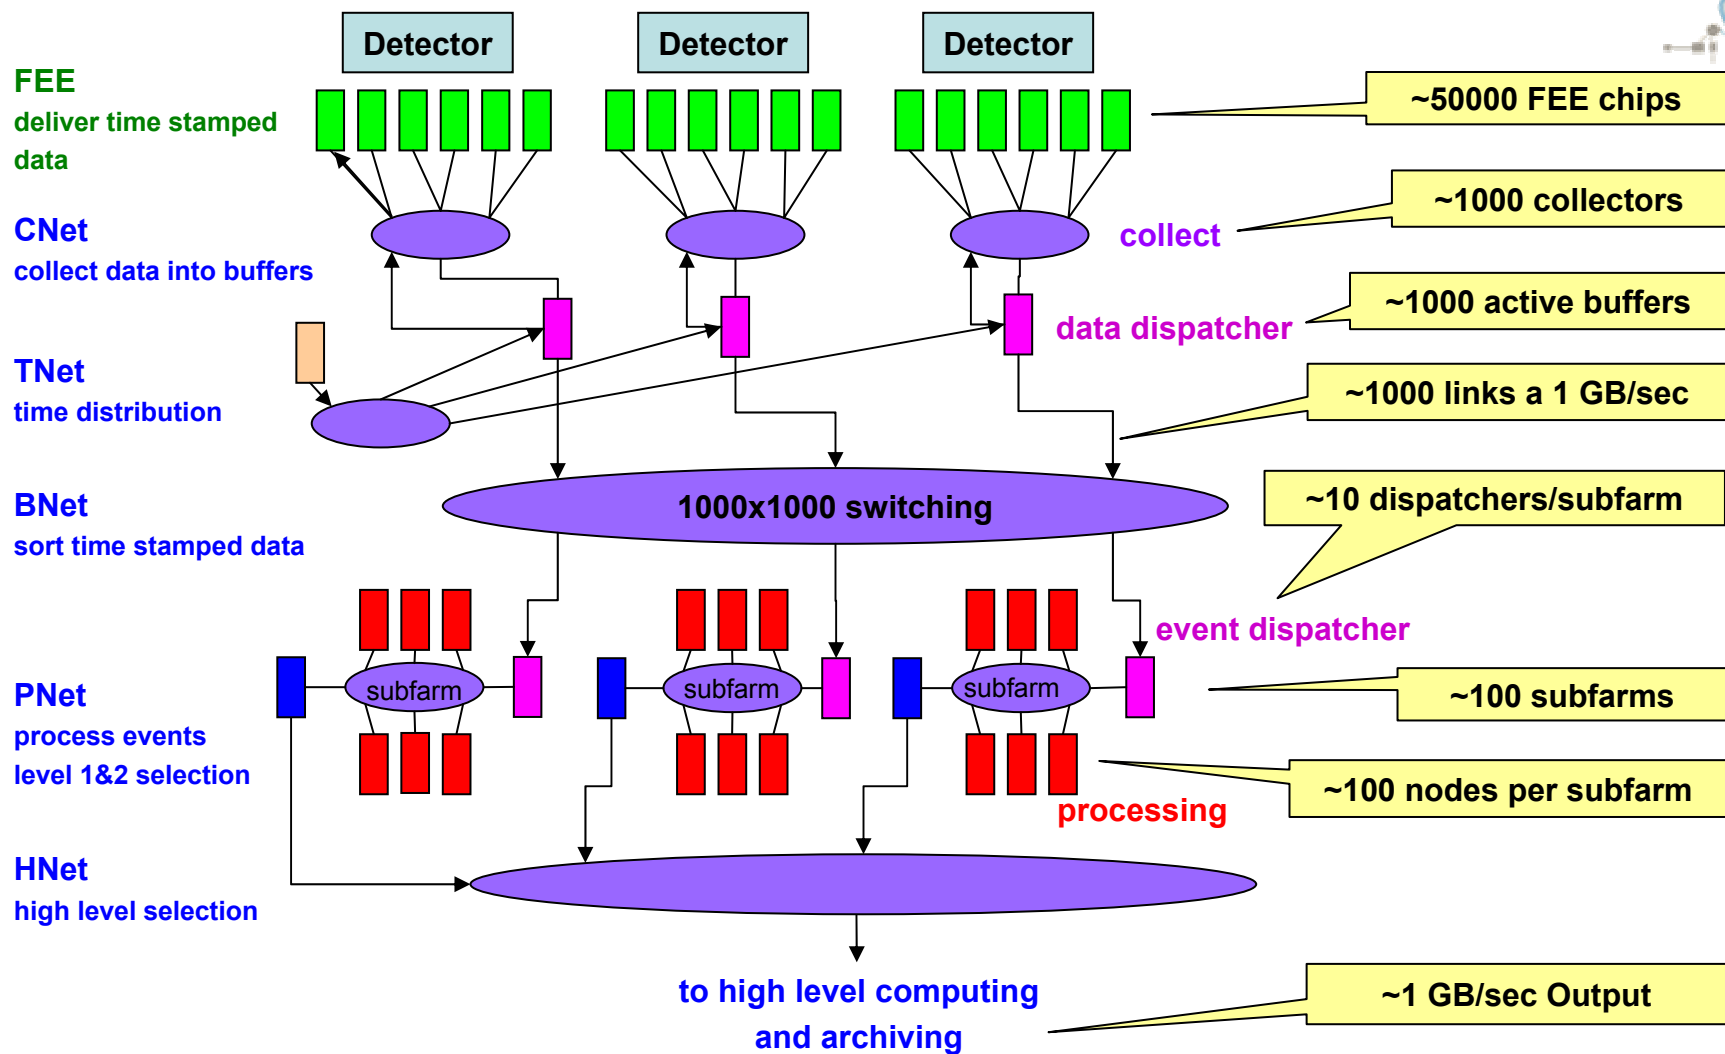 Detector
Detector
Detector
FEE
deliver time stamped
data
~50000 FEE chips
~1000 collectors
CNet
collect data into buffers
collect
~1000 active buffers
data dispatcher
TNet
time distribution
~1000 links a 1 GB/sec
BNet
sort time stamped data
1000x1000 switching
~10 dispatchers/subfarm
event dispatcher
PNet
process events
level 1&2 selection
subfarm
subfarm
subfarm
~100 subfarms
~100 nodes per subfarm
processing
HNet
high level selection
to high level computing
and archiving
~1 GB/sec Output